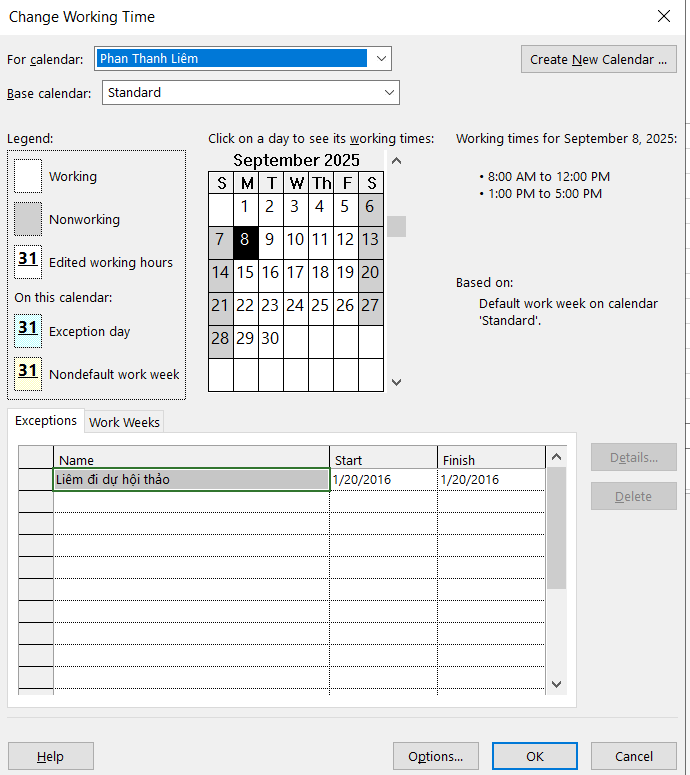 Change Working Time
For calendar: Phan Thanh Liêm
Create New Calendar ...
Base calendar: Standard
Legend:
Working
Nonworking
31 Edited working hours
On this calendar:
31 Exception day
31 Nondefault work week
Click on a day to see its working times:
September 2025
S M T W Th F S
1 2 3 4 5 6
7 8 9 10 11 12 13
14 15 16 17 18 19 20
21 22 23 24 25 26 27
28 29 30
Working times for September 8, 2025:
• 8:00 AM to 12:00 PM
• 1:00 PM to 5:00 PM
Based on:
Default work week on calendar
'Standard'.
Exceptions Work Weeks
Name Start Finish
Liêm đi dự hội thảo 1/20/2016 1/20/2016
Details...
Delete
Help Options... OK Cancel